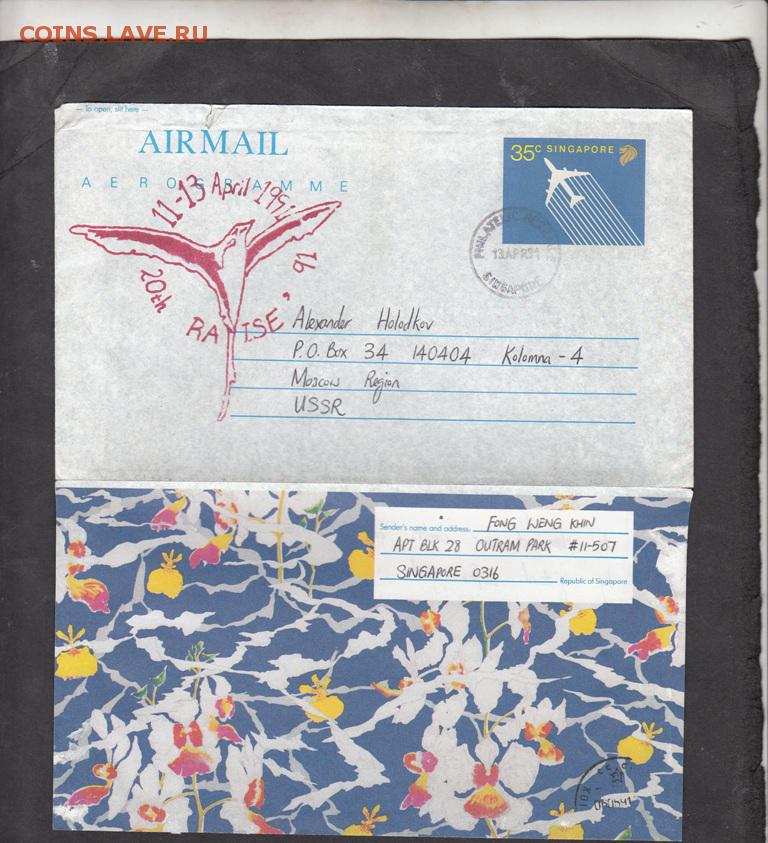 COINS.LAVE.RU
To open, slit here
AIRMAIL
AEROGRAMME
11-13 April 1991
20th RAPISE' 91
35c SINGAPORE
13APR91
SINGAPORE
Alexander Holodkov
P.O. Box 34 140404 Kolomna - 4
Moscow Region
USSR
Sender's name and address: FONG WENG KHIN
APT BLK 28 OUTRAM PARK #11-507
SINGAPORE 0316
Republic of Singapore